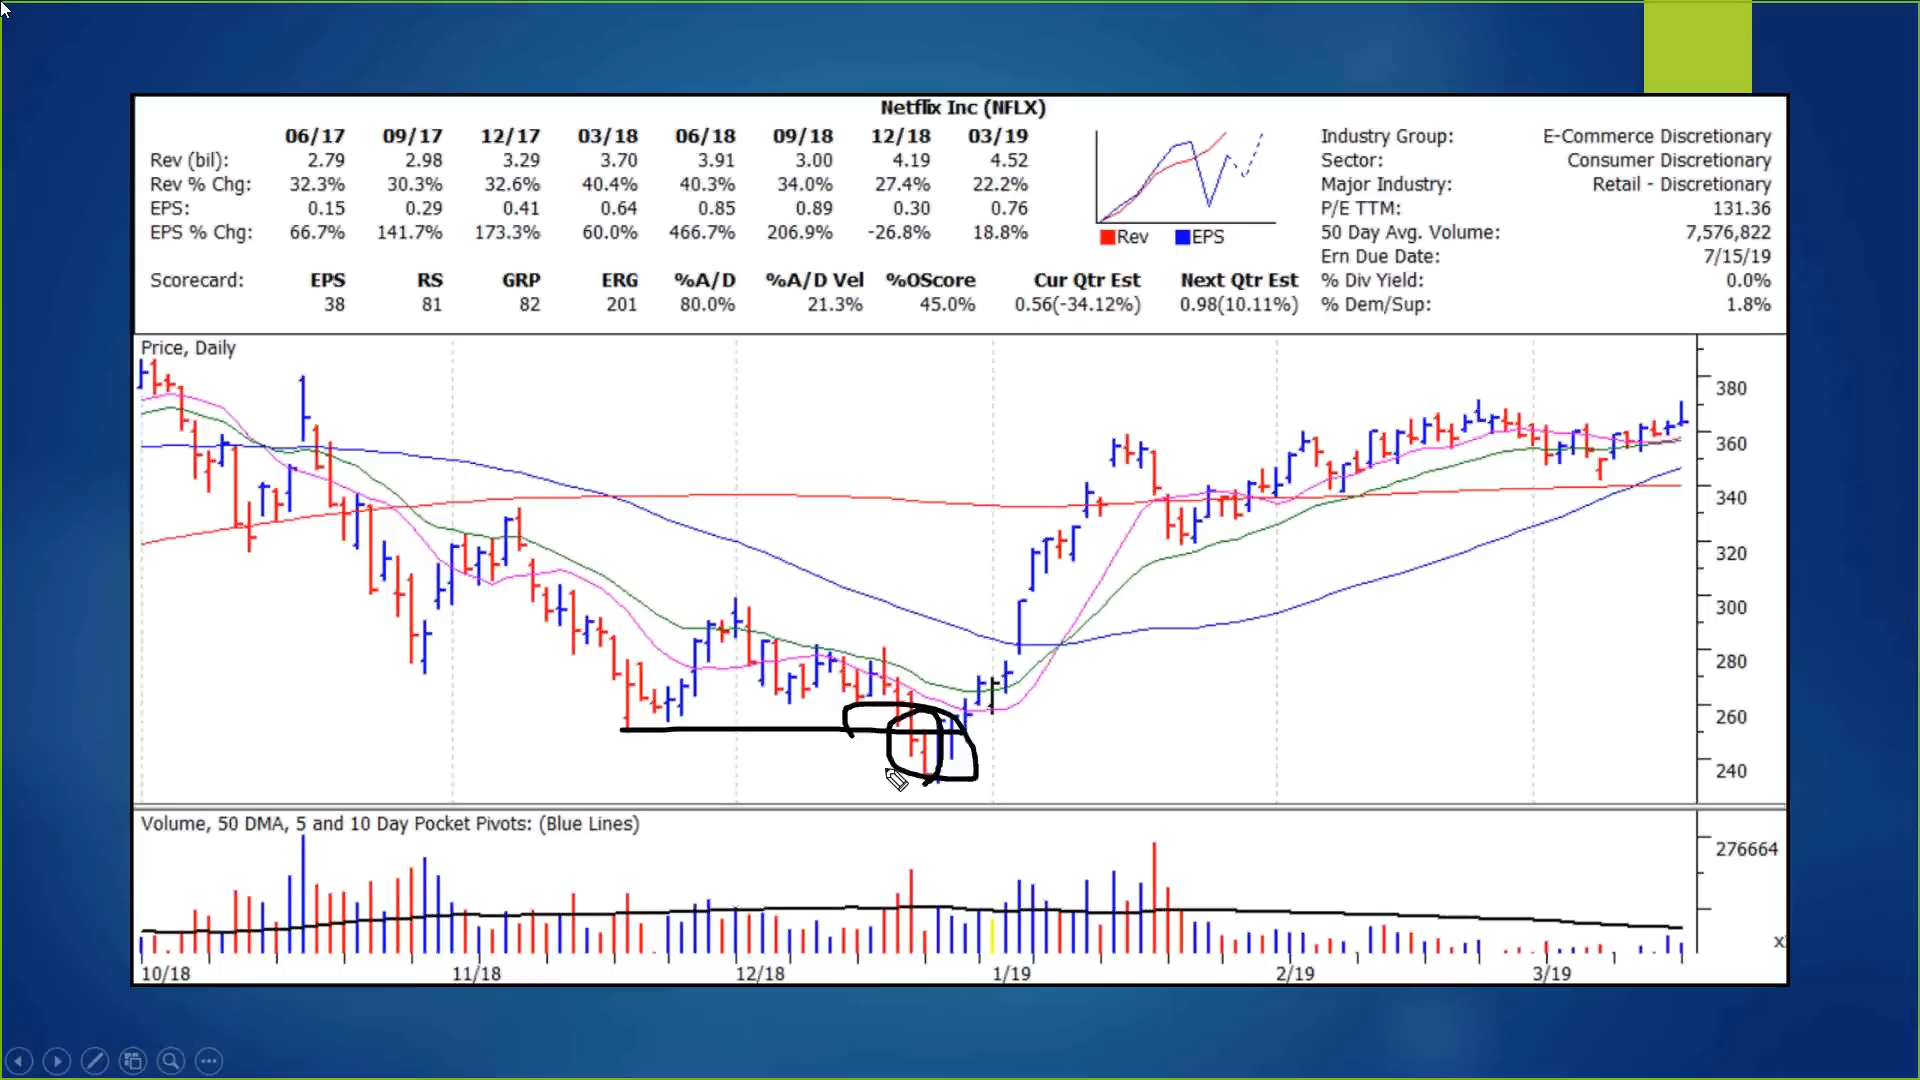 Netflix Inc (NFLX)
06/17 09/17 12/17 03/18 06/18 09/18 12/18 03/19
Rev (bil): 2.79 2.98 3.29 3.70 3.91 3.00 4.19 4.52
Rev % Chg: 32.3% 30.3% 32.6% 40.4% 40.3% 34.0% 27.4% 22.2%
EPS: 0.15 0.29 0.41 0.64 0.85 0.89 0.30 0.76
EPS % Chg: 66.7% 141.7% 173.3% 60.0% 466.7% 206.9% -26.8% 18.8%
Scorecard: EPS RS GRP ERG %A/D %A/D Vel %OScore Cur Qtr Est Next Qtr Est
38 81 82 201 80.0% 21.3% 45.0% 0.56(-34.12%) 0.98(10.11%)
Rev EPS
Industry Group: E-Commerce Discretionary
Sector: Consumer Discretionary
Major Industry: Retail - Discretionary
P/E TTM: 131.36
50 Day Avg. Volume: 7,576,822
Ern Due Date: 7/15/19
% Div Yield: 0.0%
% Dem/Sup: 1.8%
Price, Daily
380
360
340
320
300
280
260
240
Volume, 50 DMA, 5 and 10 Day Pocket Pivots: (Blue Lines)
276664
x
10/18 11/18 12/18 1/19 2/19 3/19